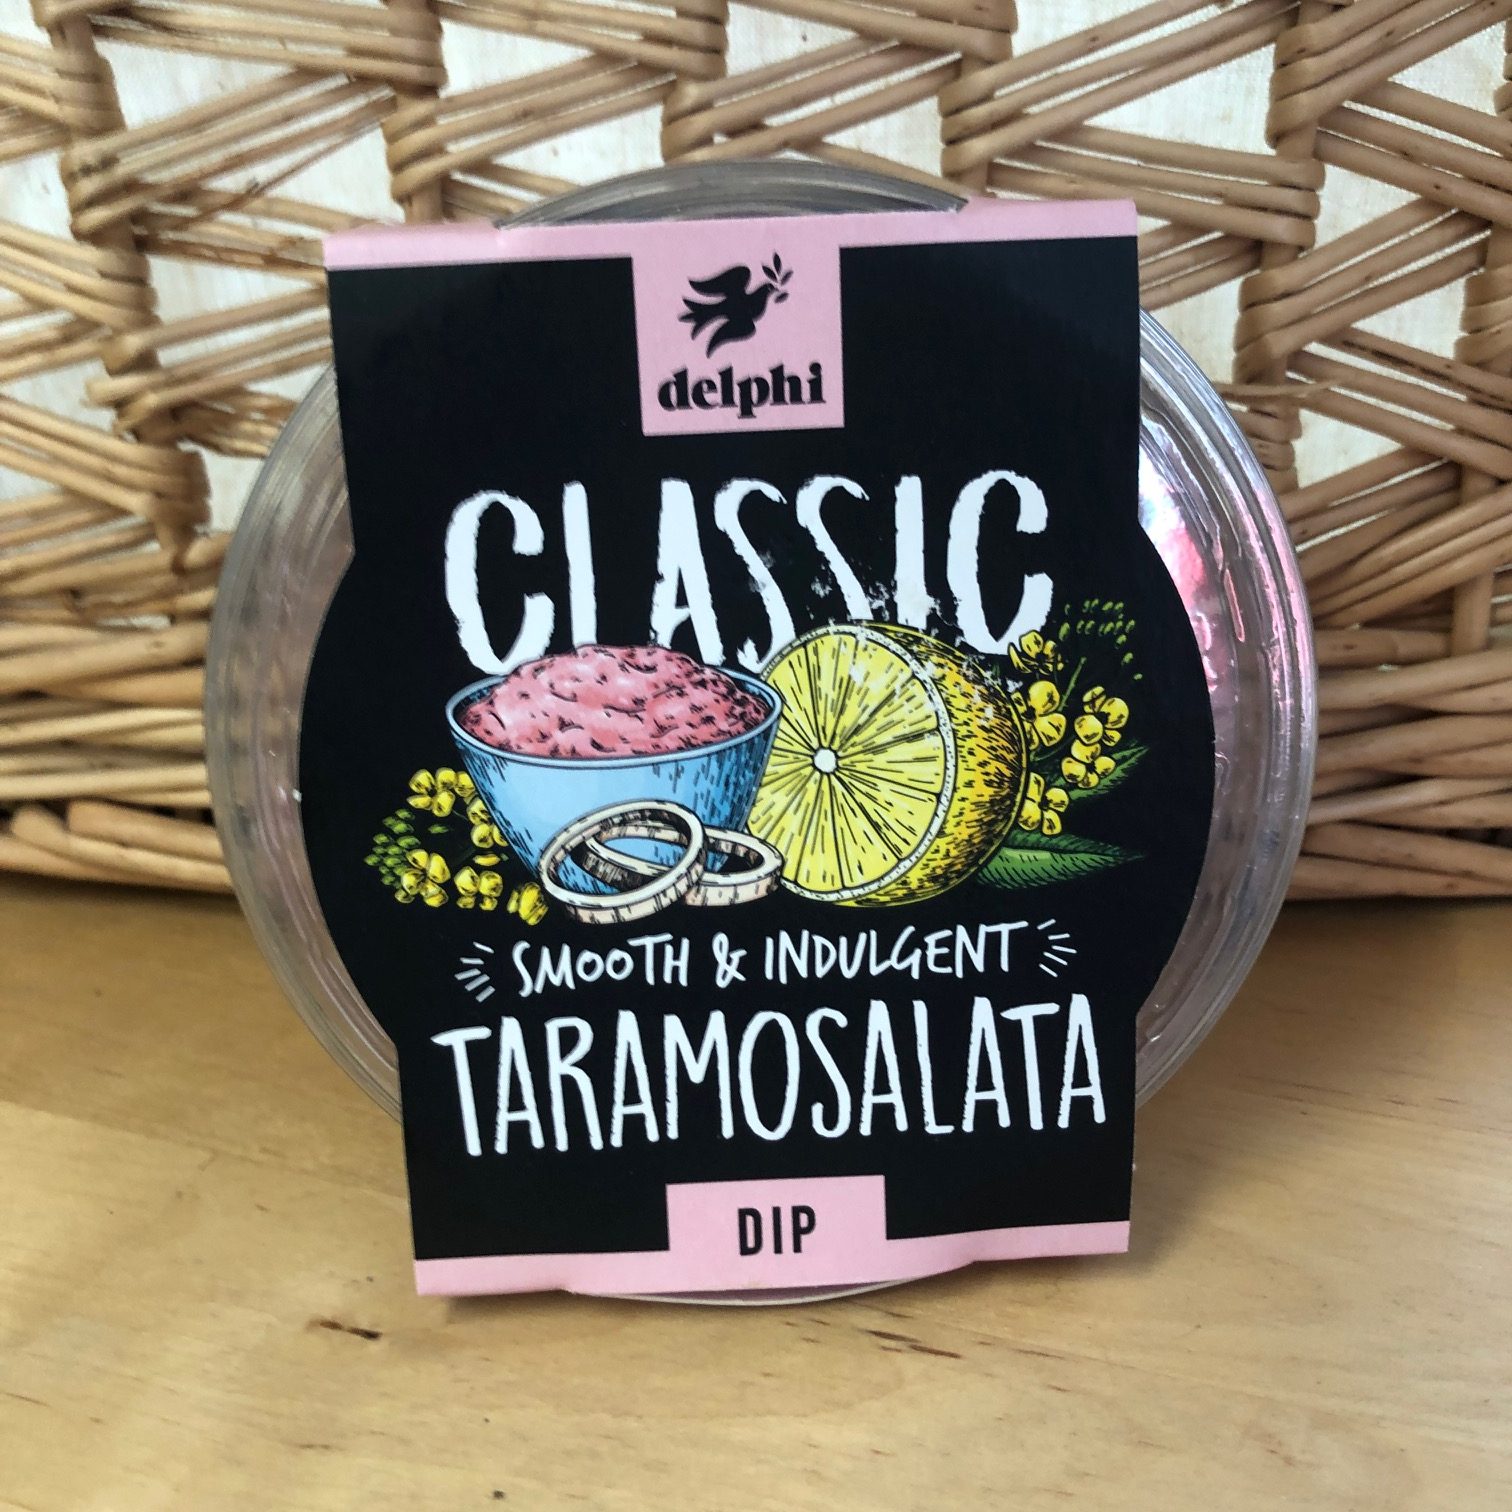 delphi
CLASSIC
SMOOTH & INDULGENT
TARAMOSALATA
DIP